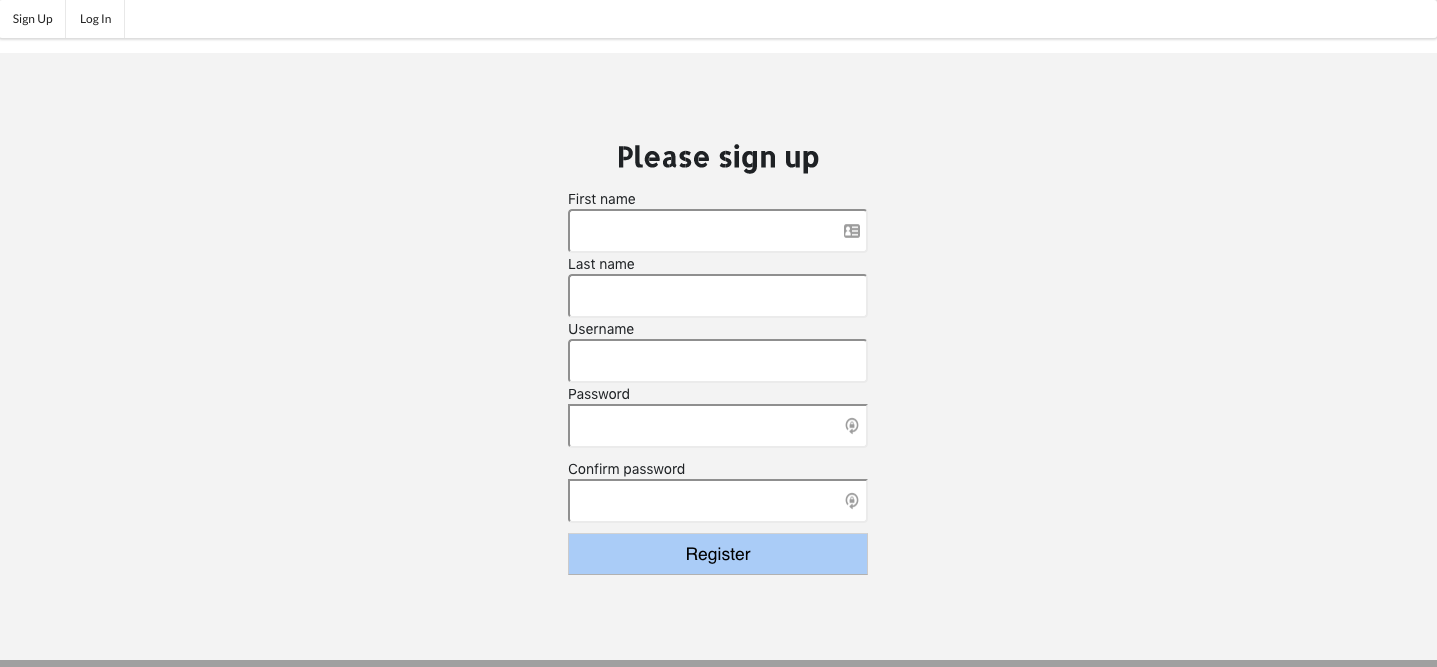 Sign Up Log In
Please sign up
First name
Last name
Username
Password
Confirm password
Register